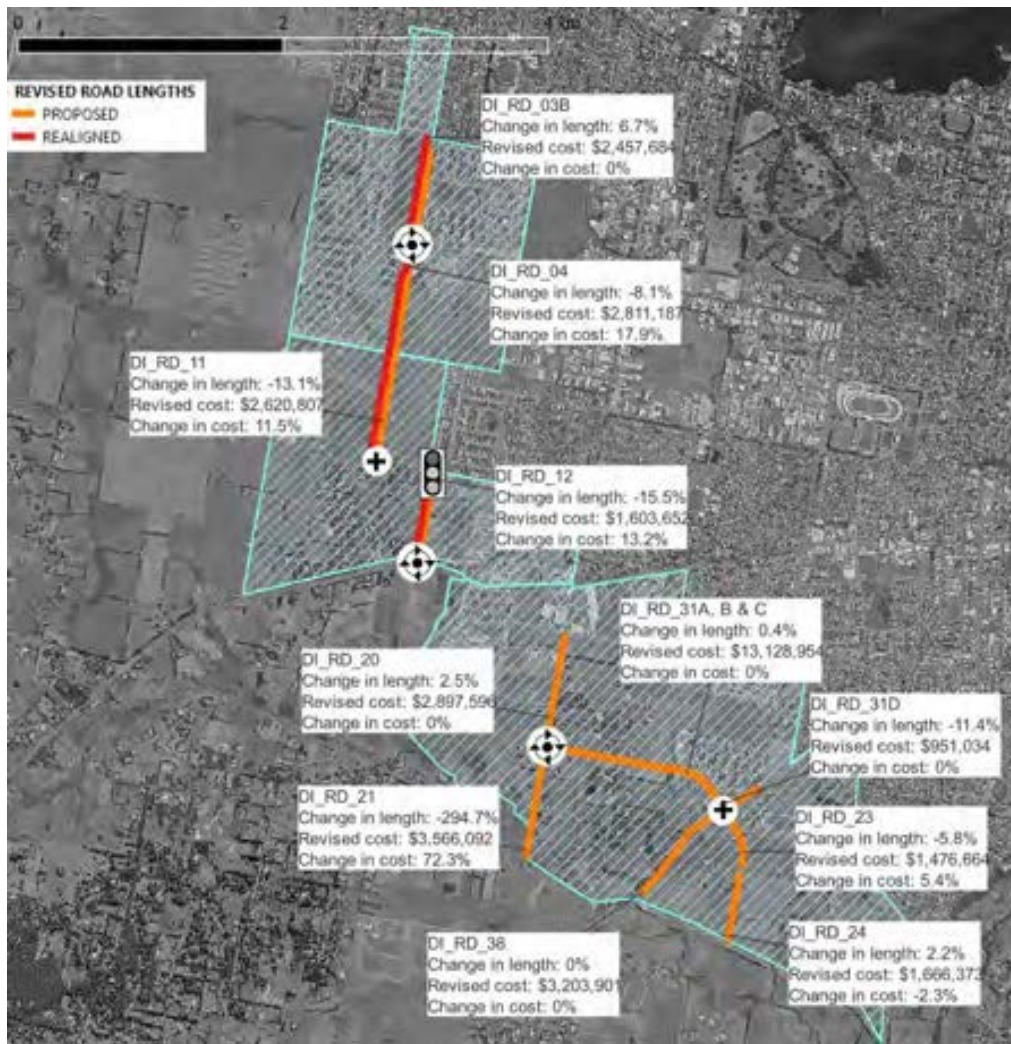 0 2 4 km
REVISED ROAD LENGTHS
PROPOSED
REALIGNED
DI_RD_03B
Change in length: 6.7%
Revised cost: $2,457,684
Change in cost: 0%
DI_RD_04
Change in length: -8.1%
Revised cost: $2,811,187
Change in cost: 17.9%
DI_RD_11
Change in length: -13.1%
Revised cost: $2,620,807
Change in cost: 11.5%
DI_RD_12
Change in length: -15.5%
Revised cost: $1,603,652
Change in cost: 13.2%
DI_RD_31A, B & C
Change in length: 0.4%
Revised cost: $13,128,954
Change in cost: 0%
DI_RD_20
Change in length: 2.5%
Revised cost: $2,897,596
Change in cost: 0%
DI_RD_31D
Change in length: -11.4%
Revised cost: $951,034
Change in cost: 0%
DI_RD_21
Change in length: -294.7%
Revised cost: $3,566,092
Change in cost: 72.3%
DI_RD_23
Change in length: -5.8%
Revised cost: $1,476,664
Change in cost: 5.4%
DI_RD_24
Change in length: 2.2%
Revised cost: $1,666,373
Change in cost: -2.3%
DI_RD_38
Change in length: 0%
Revised cost: $3,203,901
Change in cost: 0%